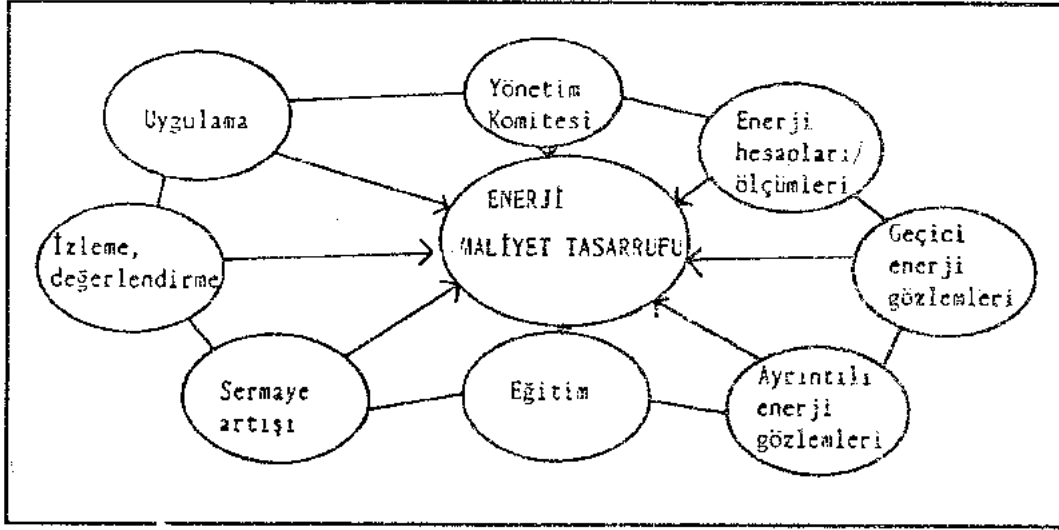 Uygulama
Yönetim
Komitesi
Enerji
hesapları/
ölçümleri
ENERJİ
MALİYET TASARRUFU
İzleme,
değerlendirme
Geçici
enerji
gözlemleri
Sermaye
artışı
Eğitim
Ayrıntılı
enerji
gözlemleri